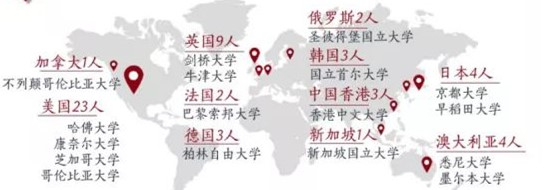 加拿大1人
不列颠哥伦比亚大学
美国23人
哈佛大学
康奈尔大学
芝加哥大学
哥伦比亚大学
英国9人
剑桥大学
牛津大学
法国2人
巴黎索邦大学
德国3人
柏林自由大学
俄罗斯2人
圣彼得堡国立大学
韩国3人
国立首尔大学
中国香港3人
香港中文大学
新加坡1人
新加坡国立大学
日本4人
京都大学
早稻田大学
澳大利亚4人
悉尼大学
墨尔本大学